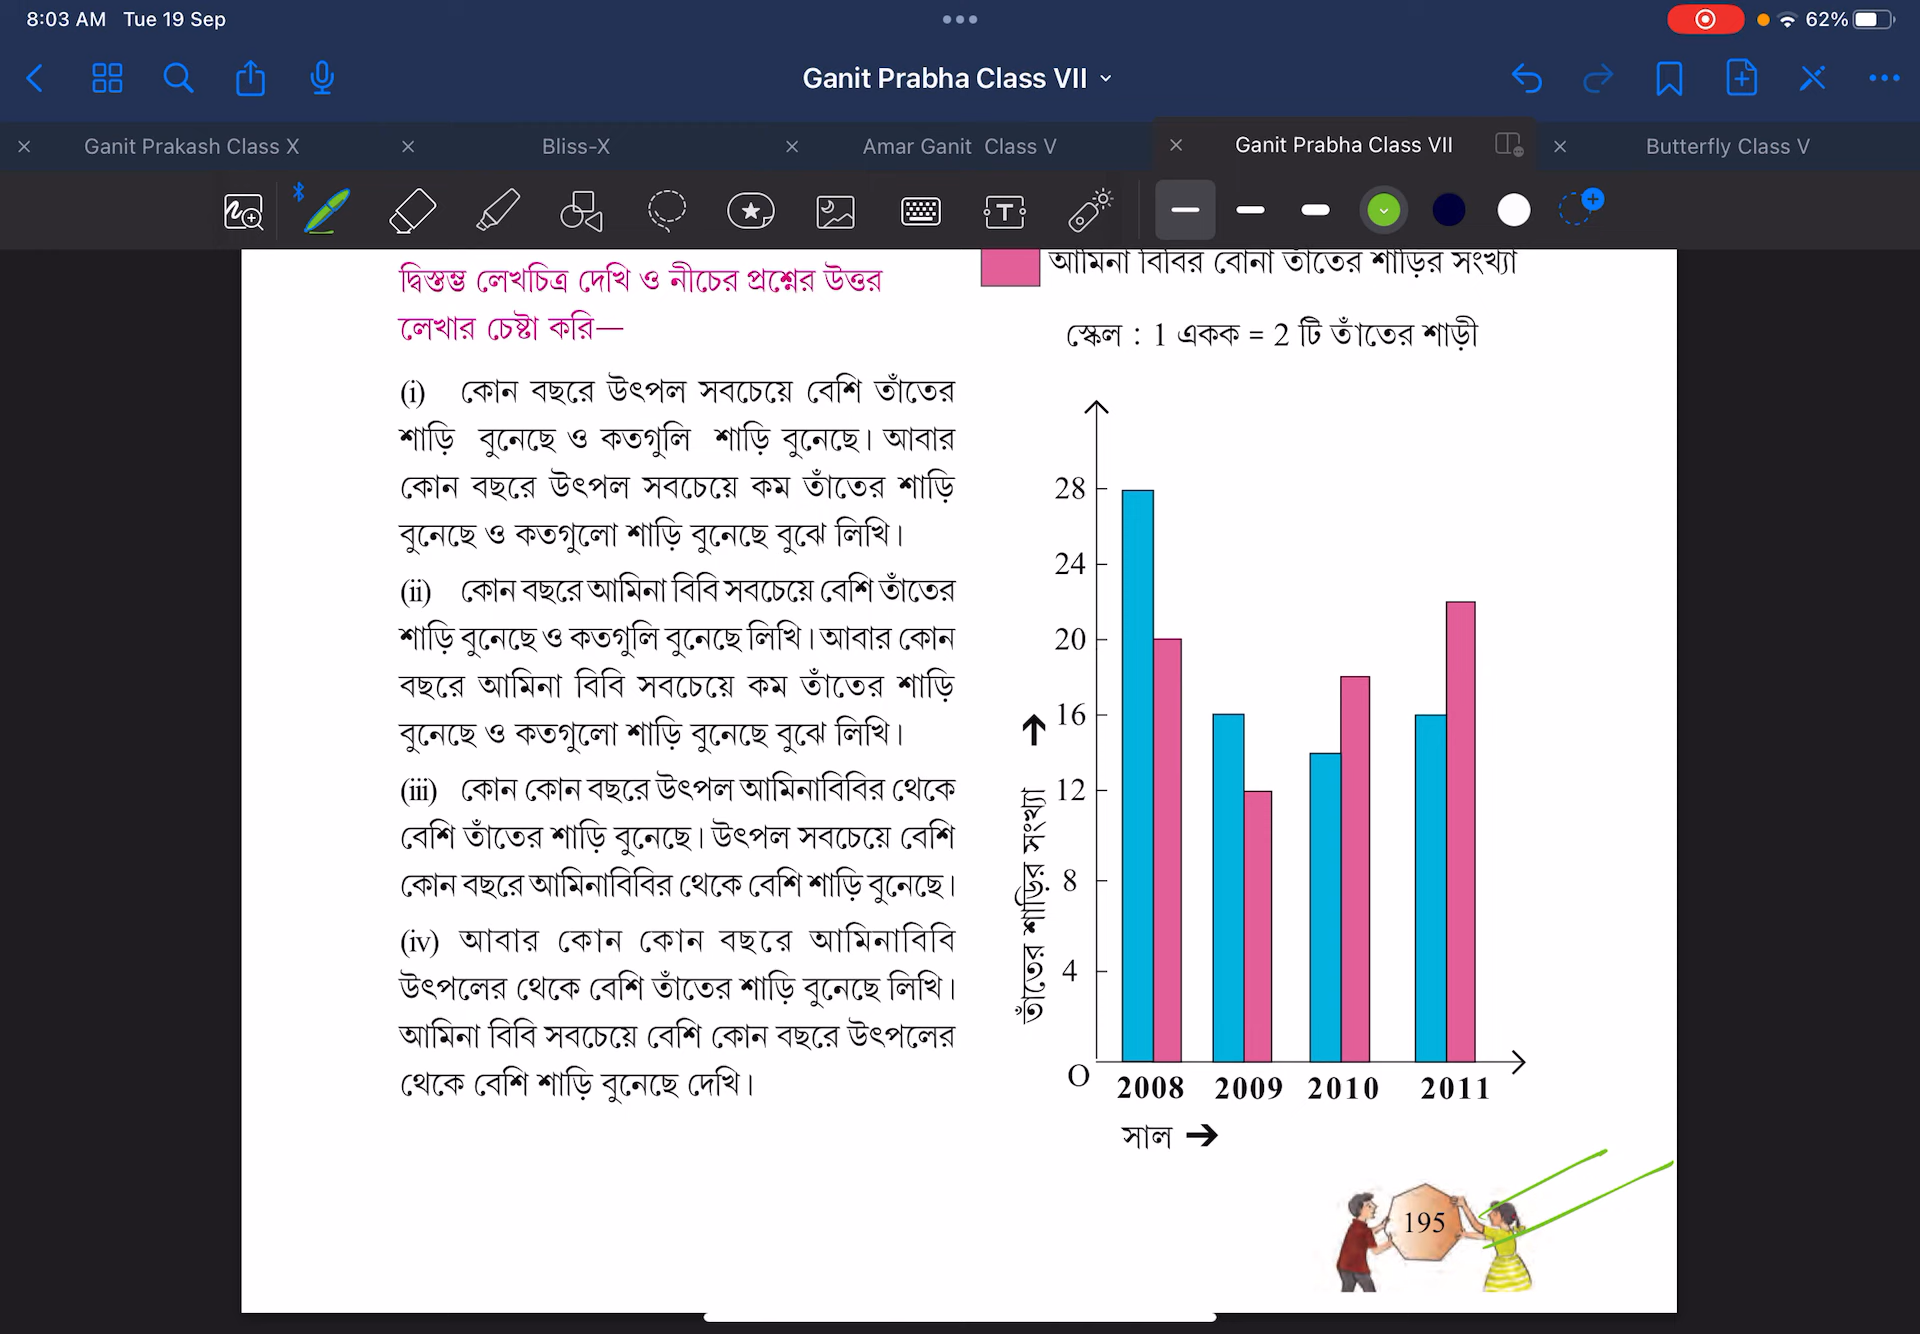 8:03 AM Tue 19 Sep
62%
Ganit Prabha Class VII
Ganit Prakash Class X
Bliss-X
Amar Ganit Class V
Ganit Prabha Class VII
Butterfly Class V
T
আমিনা বিবির বোনা তাঁতের শাড়ির সংখ্যা
দ্বিস্তম্ভ লেখচিত্র দেখি ও নীচের প্রশ্নের উত্তর
লেখার চেষ্টা করি—
স্কেল : 1 একক = 2 টি তাঁতের শাড়ী
(i) কোন বছরে উৎপল সবচেয়ে বেশি তাঁতের
শাড়ি বুনেছে ও কতগুলি শাড়ি বুনেছে। আবার
কোন বছরে উৎপল সবচেয়ে কম তাঁতের শাড়ি
বুনেছে ও কতগুলো শাড়ি বুনেছে বুঝে লিখি।
(ii) কোন বছরে আমিনা বিবি সবচেয়ে বেশি তাঁতের
শাড়ি বুনেছে ও কতগুলি বুনেছে লিখি। আবার কোন
বছরে আমিনা বিবি সবচেয়ে কম তাঁতের শাড়ি
বুনেছে ও কতগুলো শাড়ি বুনেছে বুঝে লিখি।
(iii) কোন কোন বছরে উৎপল আমিনাবিবির থেকে
বেশি তাঁতের শাড়ি বুনেছে। উৎপল সবচেয়ে বেশি
কোন বছরে আমিনাবিবির থেকে বেশি শাড়ি বুনেছে।
(iv) আবার কোন কোন বছরে আমিনাবিবি
উৎপলের থেকে বেশি তাঁতের শাড়ি বুনেছে লিখি।
আমিনা বিবি সবচেয়ে বেশি কোন বছরে উৎপলের
থেকে বেশি শাড়ি বুনেছে দেখি।
28
24
20
16
12
8
4
O
তাঁতের শাড়ির সংখ্যা
2008 2009 2010 2011
সাল
195